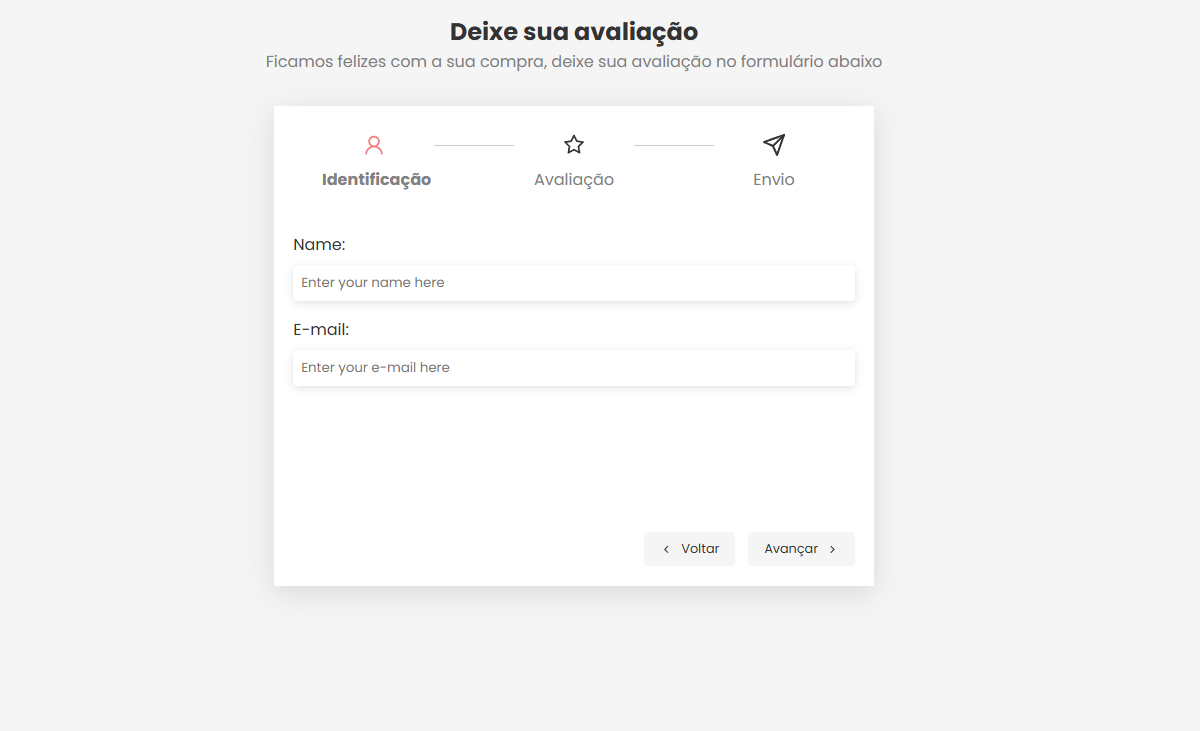 Deixe sua avaliação
Ficamos felizes com a sua compra, deixe sua avaliação no formulário abaixo
Identificação
Avaliação
Envio
Name:
Enter your name here
E-mail:
Enter your e-mail here
Voltar
Avançar